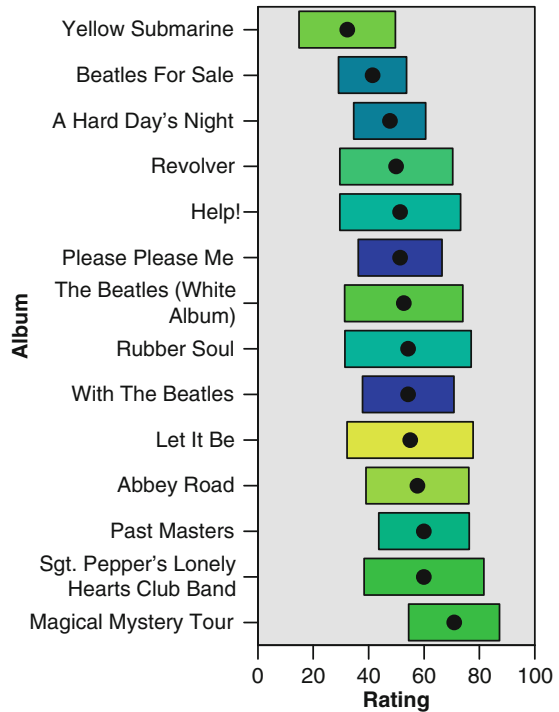 Yellow Submarine
Beatles For Sale
A Hard Day's Night
Revolver
Help!
Please Please Me
The Beatles (White
Album)
Rubber Soul
With The Beatles
Let It Be
Abbey Road
Past Masters
Sgt. Pepper's Lonely
Hearts Club Band
Magical Mystery Tour
Album
0 20 40 60 80 100
Rating